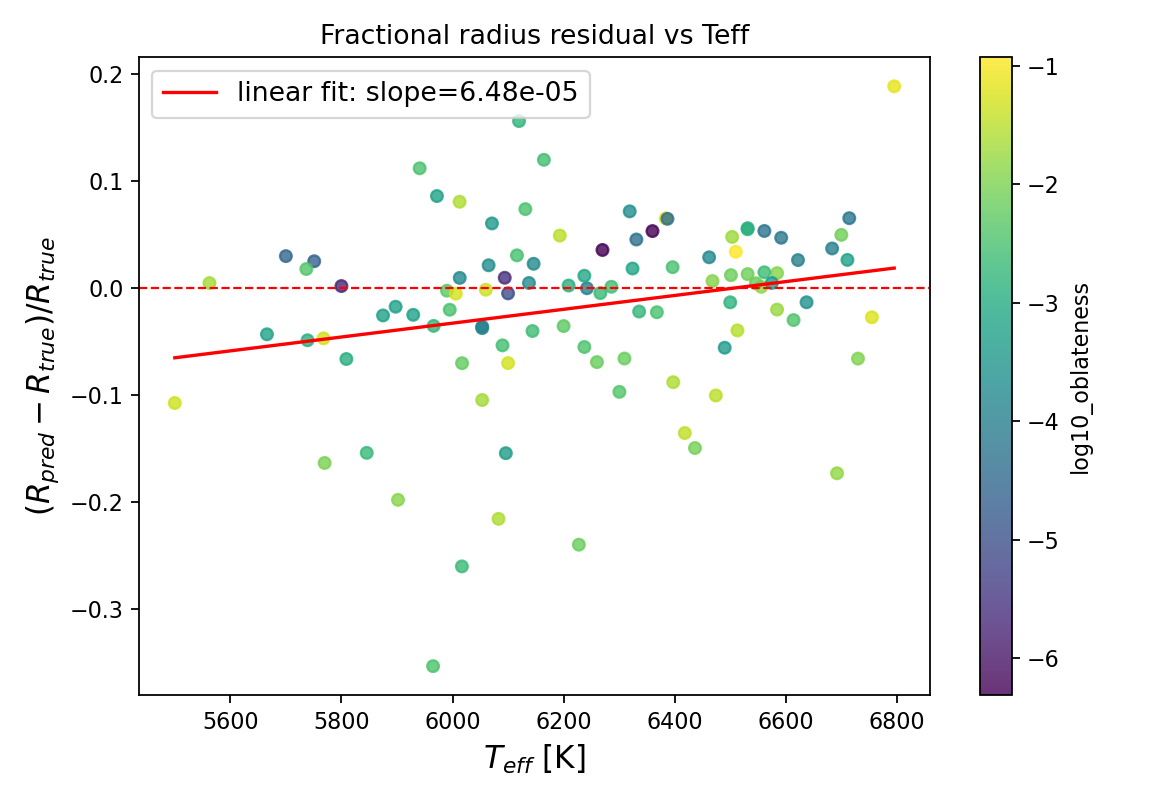 Fractional radius residual vs Teff
linear fit: slope=6.48e-05
0.2
0.1
0.0
−0.1
−0.2
−0.3
(R_pred − R_true)/R_true
5600 5800 6000 6200 6400 6600 6800
T_eff [K]
−1
−2
−3
−4
−5
−6
log10_oblateness